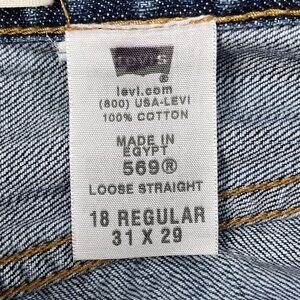 Levi's
®
levi.com
(800) USA-LEVI
100% COTTON
MADE IN
EGYPT
569®
LOOSE STRAIGHT
18 REGULAR
31 X 29